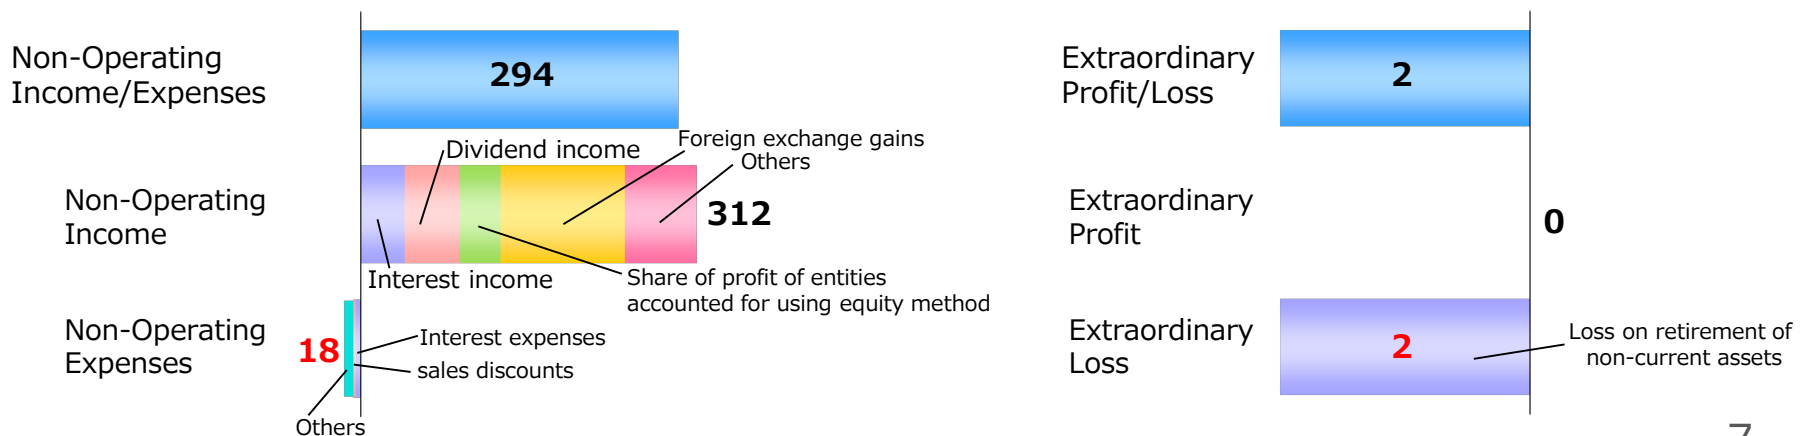 Non-Operating
Income/Expenses
294
Dividend income
Foreign exchange gains
Others
Non-Operating
Income
312
Interest income
Share of profit of entities
accounted for using equity method
Non-Operating
Expenses
18
Interest expenses
sales discounts
Others
Extraordinary
Profit/Loss
2
Extraordinary
Profit
0
Extraordinary
Loss
2
Loss on retirement of
non-current assets
7